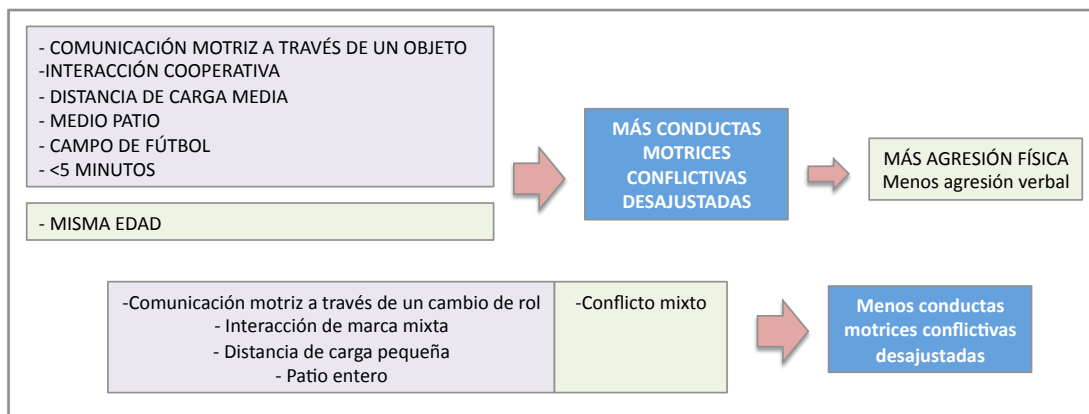 - COMUNICACIÓN MOTRIZ A TRAVÉS DE UN OBJETO
-INTERACCIÓN COOPERATIVA
- DISTANCIA DE CARGA MEDIA
- MEDIO PATIO
- CAMPO DE FÚTBOL
- <5 MINUTOS
- MISMA EDAD
MÁS CONDUCTAS
MOTRICES
CONFLICTIVAS
DESAJUSTADAS
MÁS AGRESIÓN FÍSICA
Menos agresión verbal
-Comunicación motriz a través de un cambio de rol
- Interacción de marca mixta
- Distancia de carga pequeña
- Patio entero
-Conflicto mixto
Menos conductas
motrices conflictivas
desajustadas